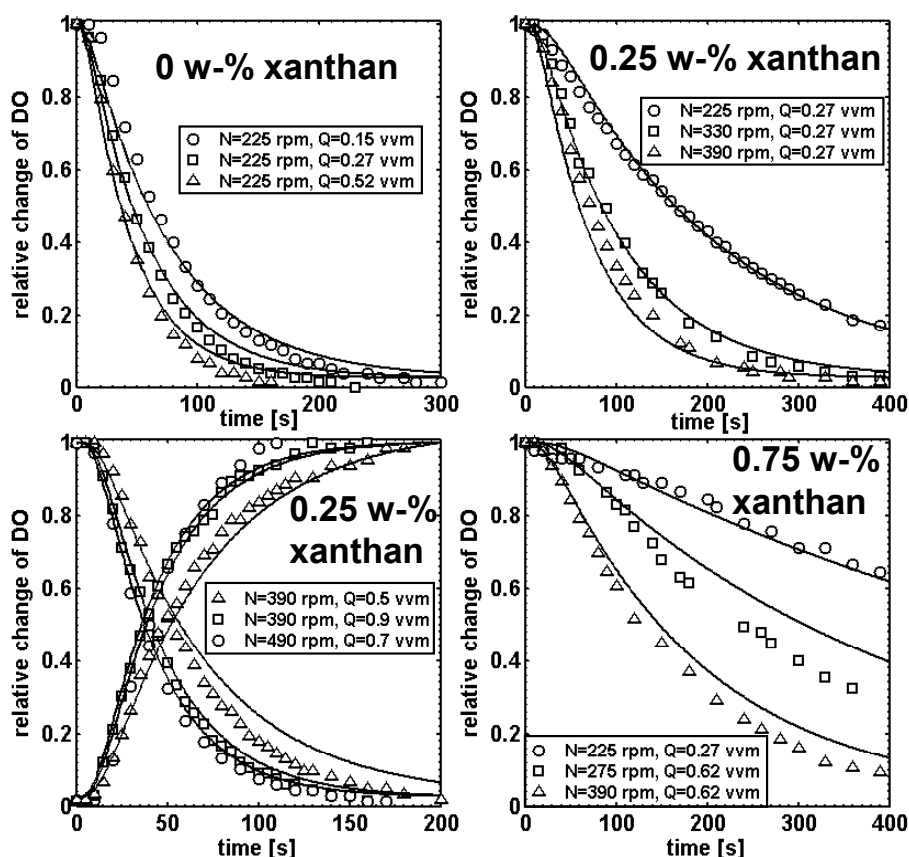 0 w-% xanthan
N=225 rpm, Q=0.15 vvm
N=225 rpm, Q=0.27 vvm
N=225 rpm, Q=0.52 vvm
relative change of DO
1
0.8
0.6
0.4
0.2
0
0 100 200 300
time [s]
0.25 w-% xanthan
N=225 rpm, Q=0.27 vvm
N=330 rpm, Q=0.27 vvm
N=390 rpm, Q=0.27 vvm
relative change of DO
1
0.8
0.6
0.4
0.2
0
0 100 200 300 400
time [s]
0.25 w-%
xanthan
N=390 rpm, Q=0.5 vvm
N=390 rpm, Q=0.9 vvm
N=490 rpm, Q=0.7 vvm
relative change of DO
1
0.8
0.6
0.4
0.2
0
0 50 100 150 200
time [s]
0.75 w-%
xanthan
N=225 rpm, Q=0.27 vvm
N=275 rpm, Q=0.62 vvm
N=390 rpm, Q=0.62 vvm
relative change of DO
1
0.8
0.6
0.4
0.2
0
0 100 200 300 400
time [s]